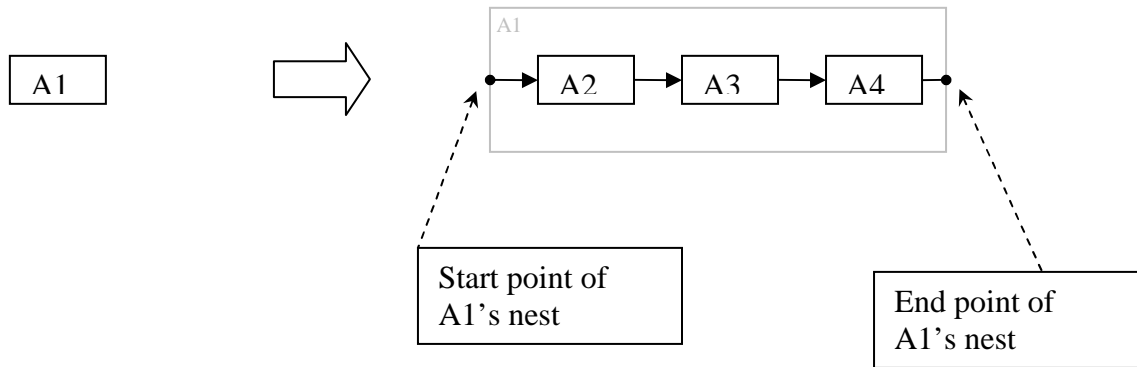 A1
A1
A2
A3
A4
Start point of
A1’s nest
End point of
A1’s nest